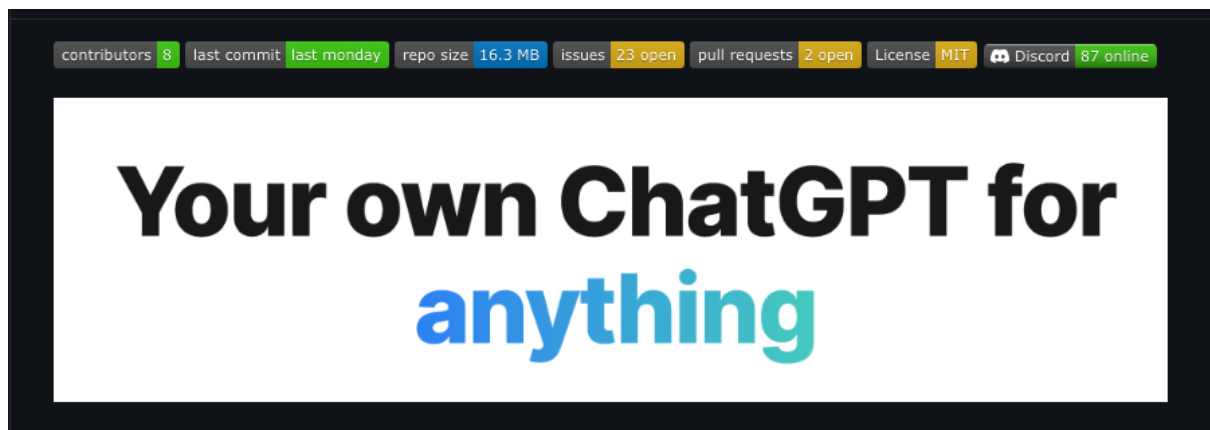 contributors 8 last commit last monday repo size 16.3 MB issues 23 open pull requests 2 open License MIT Discord 87 online
Your own ChatGPT for
anything